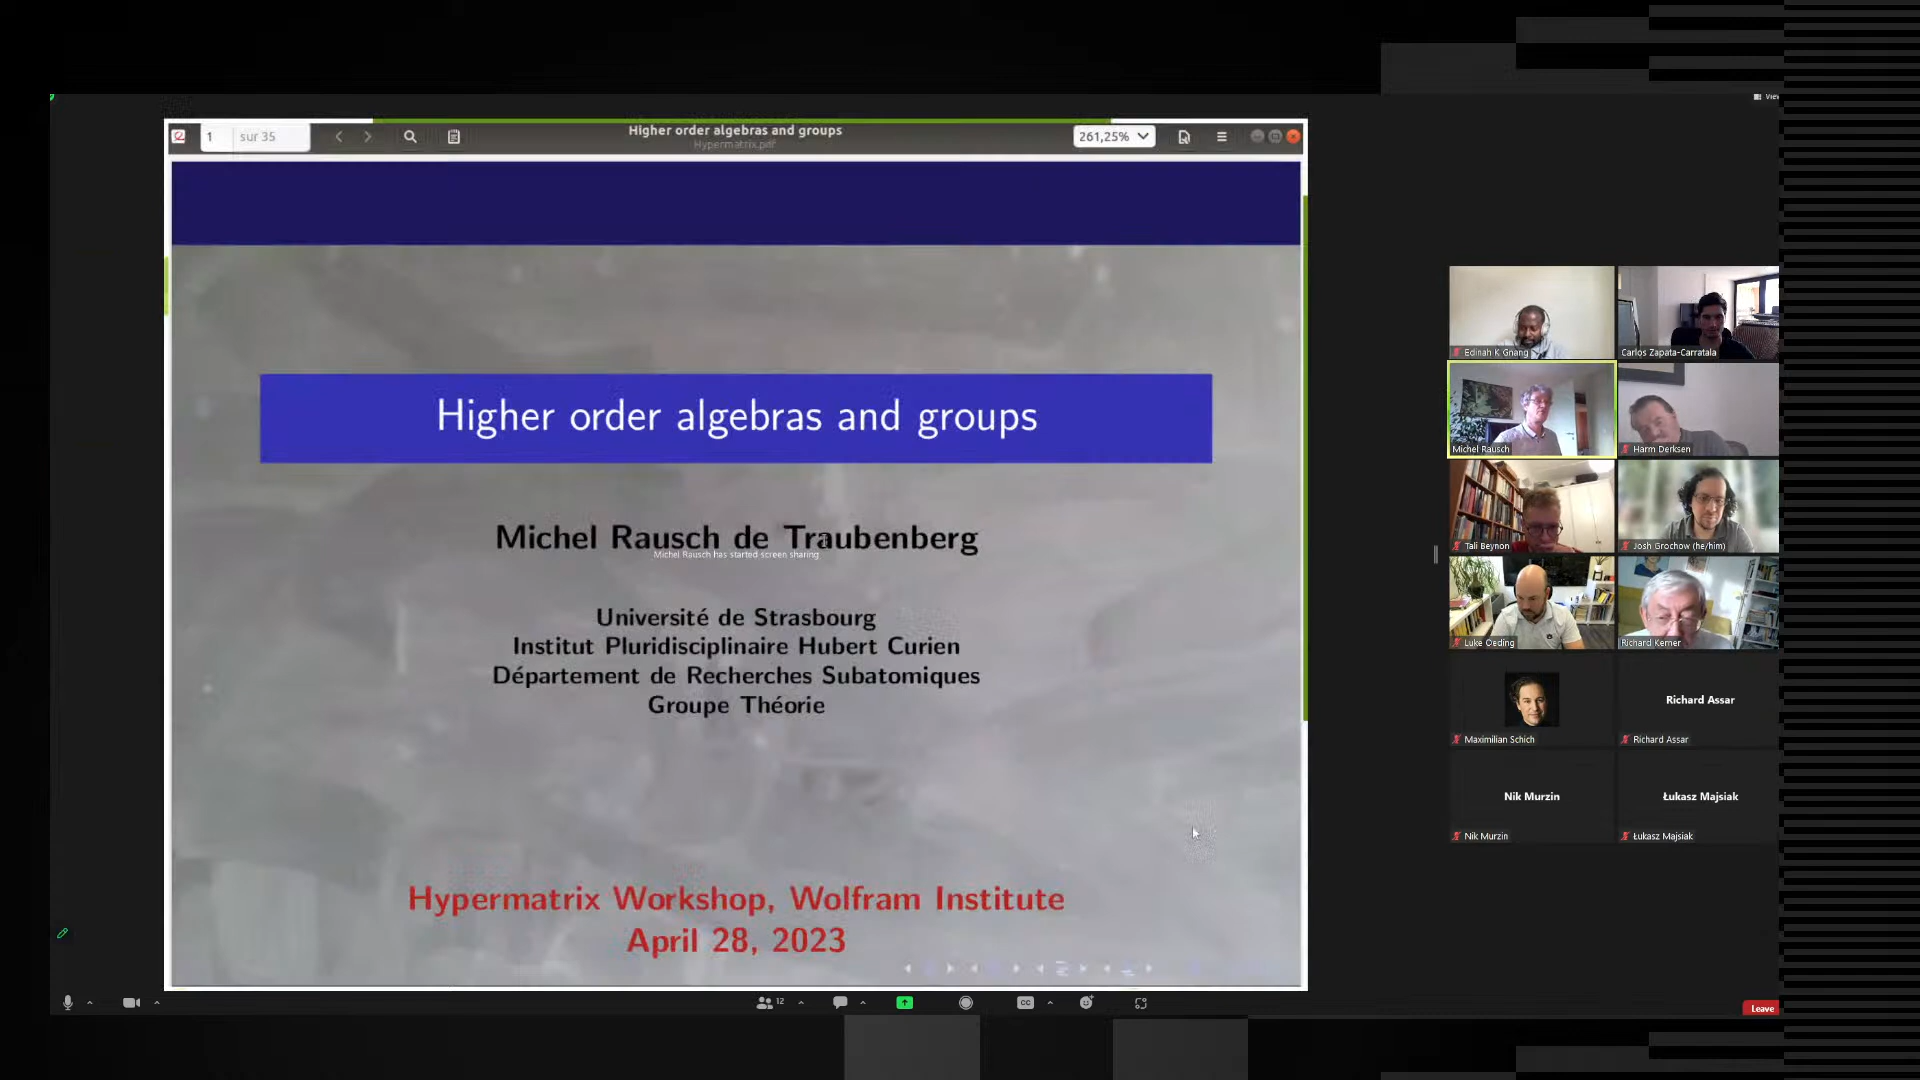 View
1 sur 35
Higher order algebras and groups
Hypermatrix.pdf
261,25%
Higher order algebras and groups
Michel Rausch de Traubenberg
Michel Rausch has started screen sharing
Université de Strasbourg
Institut Pluridisciplinaire Hubert Curien
Département de Recherches Subatomiques
Groupe Théorie
Hypermatrix Workshop, Wolfram Institute
April 28, 2023
Edinah K Gnang
Carlos Zapata-Carratala
Michel Rausch
Harm Derksen
Tali Beynon
Josh Grochow (he/him)
Luke Oeding
Richard Kerner
Maximilian Schich
Richard Assar
Richard Assar
Nik Murzin
Nik Murzin
Łukasz Majsiak
Łukasz Majsiak
12
CC
Leave